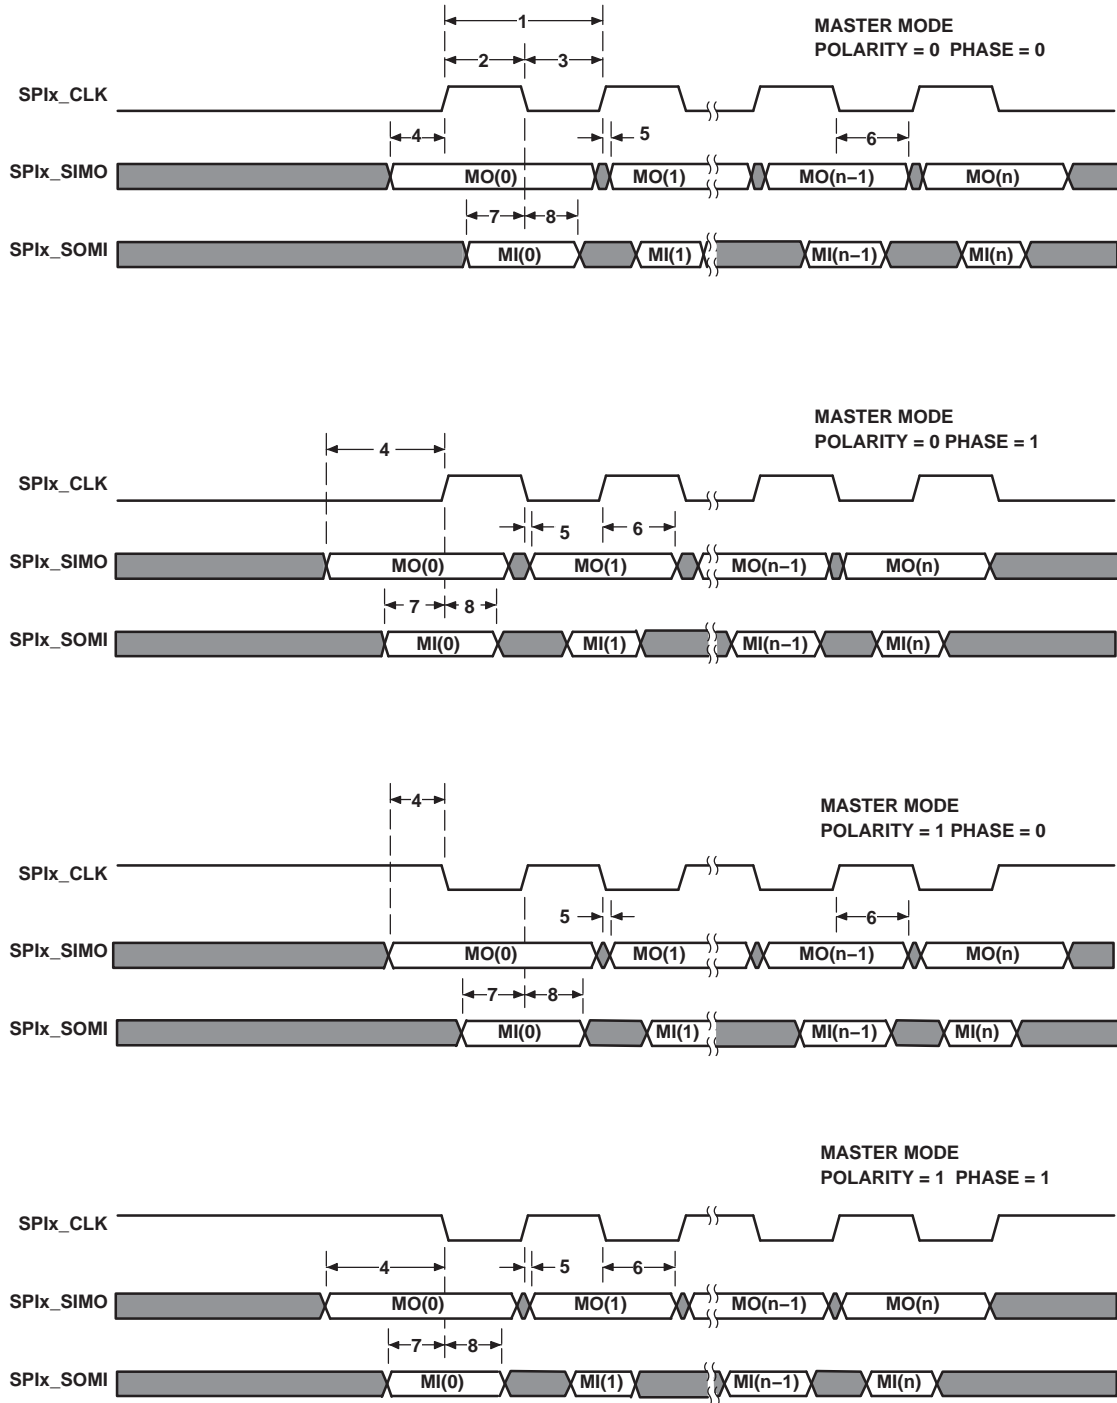 1
MASTER MODE
POLARITY = 0 PHASE = 0
2 3
SPIx_CLK
4 5 6
SPIx_SIMO MO(0) MO(1) MO(n−1) MO(n)
7 8
SPIx_SOMI MI(0) MI(1) MI(n−1) MI(n)
MASTER MODE
POLARITY = 0 PHASE = 1
4
SPIx_CLK
5 6
SPIx_SIMO MO(0) MO(1) MO(n−1) MO(n)
7 8
SPIx_SOMI MI(0) MI(1) MI(n−1) MI(n)
4
MASTER MODE
POLARITY = 1 PHASE = 0
SPIx_CLK
5 6
SPIx_SIMO MO(0) MO(1) MO(n−1) MO(n)
7 8
SPIx_SOMI MI(0) MI(1) MI(n−1) MI(n)
MASTER MODE
POLARITY = 1 PHASE = 1
SPIx_CLK
4 5 6
SPIx_SIMO MO(0) MO(1) MO(n−1) MO(n)
7 8
SPIx_SOMI MI(0) MI(1) MI(n−1) MI(n)